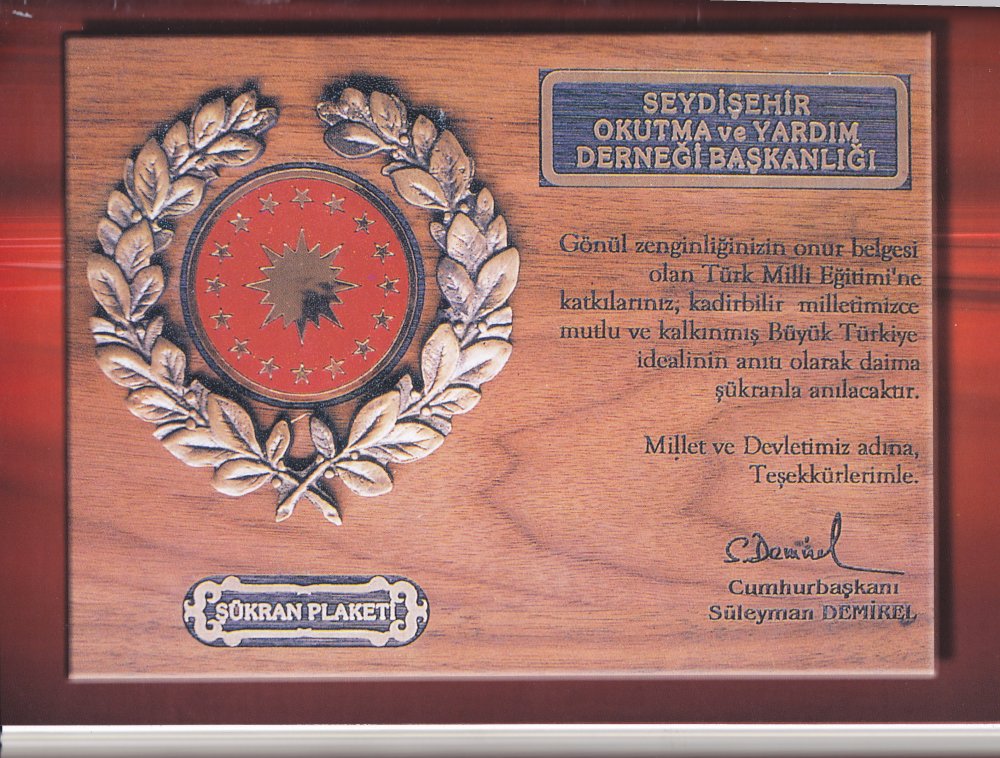 SEYDİŞEHİR
OKUTMA ve YARDIM
DERNEĞİ BAŞKANLIĞI
Gönül zenginliğinizin onur belgesi
olan Türk Milli Eğitimi'ne
katkılarınız; kadirbilir milletimizce
mutlu ve kalkınmış Büyük Türkiye
idealinin anıtı olarak daima
şükranla anılacaktır.
Millet ve Devletimiz adına,
Teşekkürlerimle.
S. Demirel
Cumhurbaşkanı
Süleyman DEMİREL
ŞÜKRAN PLAKETİ